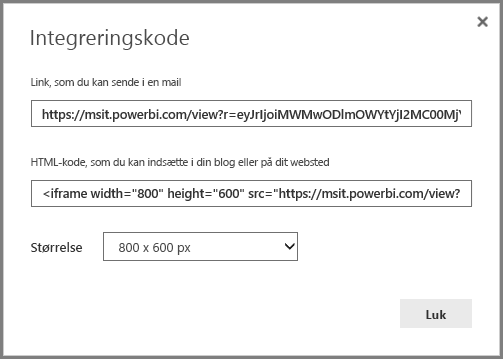 Integreringskode
Link, som du kan sende i en mail
https://msit.powerbi.com/view?r=eyJrIjoiMWMwODlmOWYtYjI2MC00Mj
HTML-kode, som du kan indsætte i din blog eller på dit websted
<iframe width="800" height="600" src="https://msit.powerbi.com/view?
Størrelse
800 x 600 px
Luk